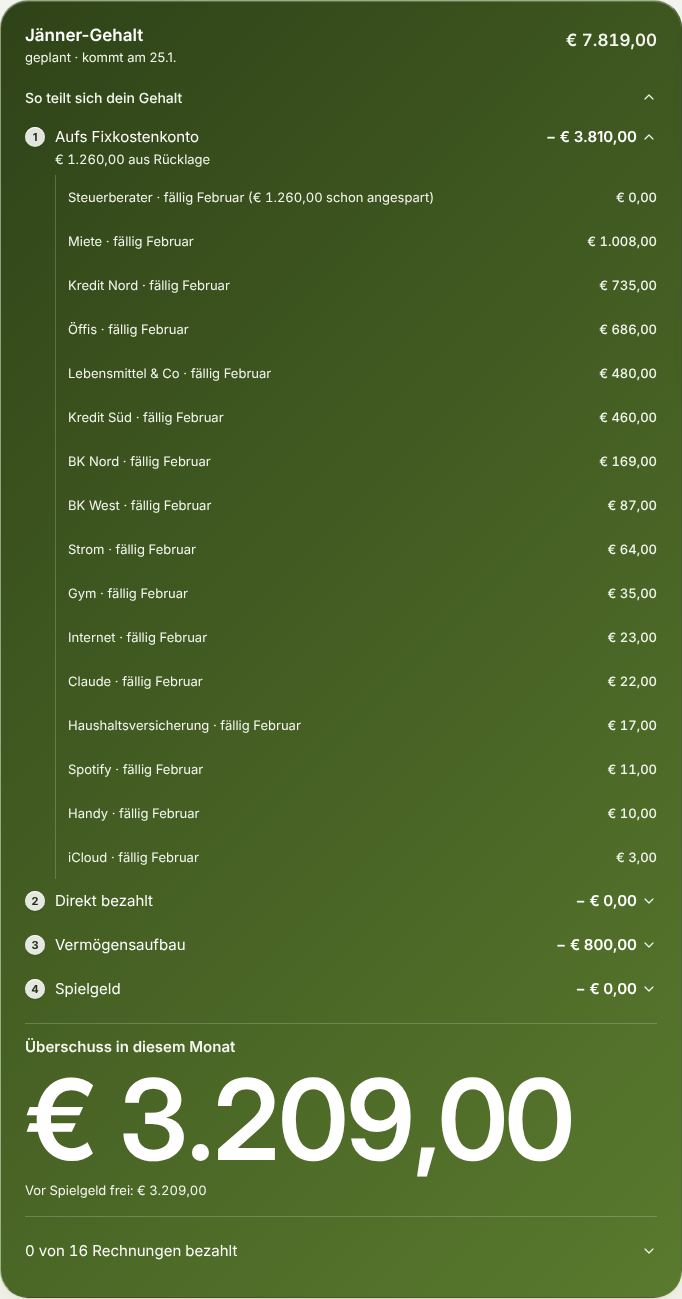 Jänner-Gehalt
€ 7.819,00
geplant · kommt am 25.1.
So teilt sich dein Gehalt
1 Aufs Fixkostenkonto – € 3.810,00
€ 1.260,00 aus Rücklage
Steuerberater · fällig Februar (€ 1.260,00 schon angespart) € 0,00
Miete · fällig Februar € 1.008,00
Kredit Nord · fällig Februar € 735,00
Öffis · fällig Februar € 686,00
Lebensmittel & Co · fällig Februar € 480,00
Kredit Süd · fällig Februar € 460,00
BK Nord · fällig Februar € 169,00
BK West · fällig Februar € 87,00
Strom · fällig Februar € 64,00
Gym · fällig Februar € 35,00
Internet · fällig Februar € 23,00
Claude · fällig Februar € 22,00
Haushaltsversicherung · fällig Februar € 17,00
Spotify · fällig Februar € 11,00
Handy · fällig Februar € 10,00
iCloud · fällig Februar € 3,00
2 Direkt bezahlt – € 0,00
3 Vermögensaufbau – € 800,00
4 Spielgeld – € 0,00
Überschuss in diesem Monat
€ 3.209,00
Vor Spielgeld frei: € 3.209,00
0 von 16 Rechnungen bezahlt